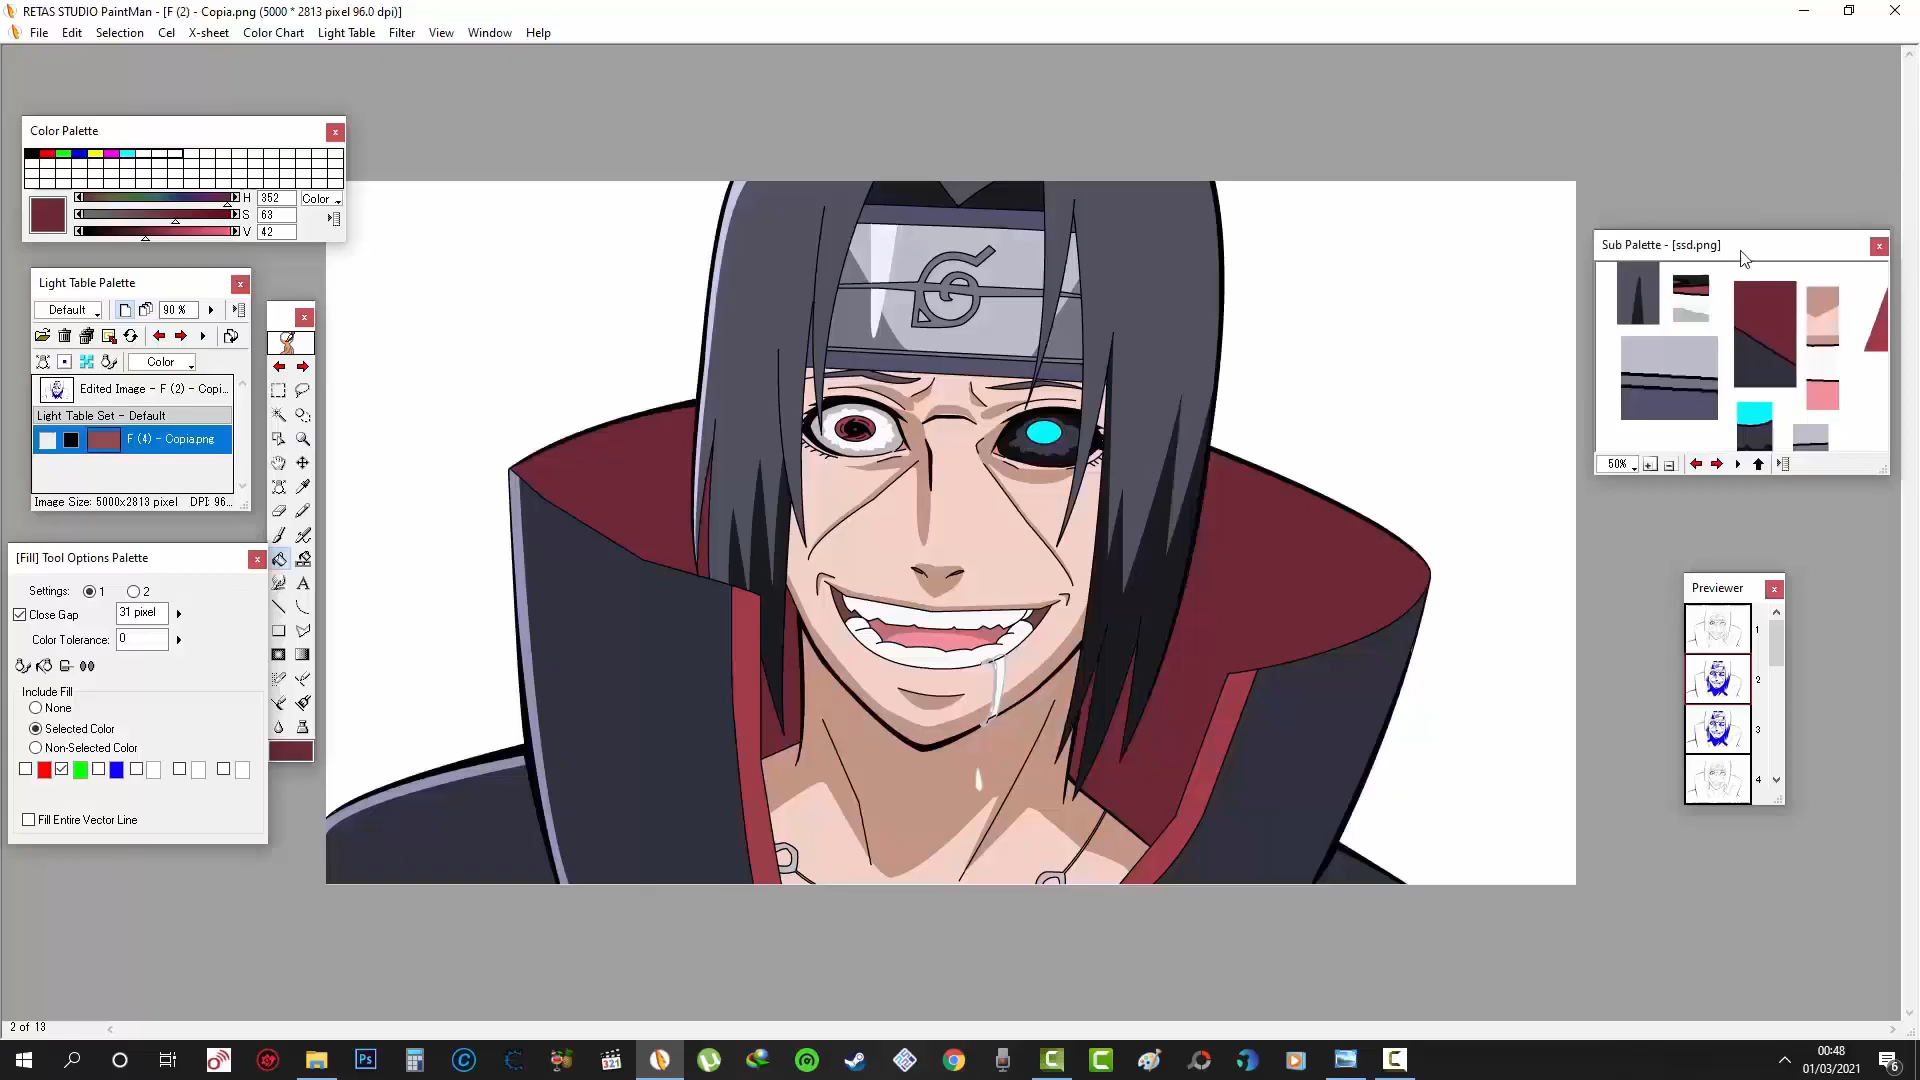 RETAS STUDIO PaintMan - [F (2) - Copia.png (5000 * 2813 pixel 96.0 dpi)]
File Edit Selection Cel X-sheet Color Chart Light Table Filter View Window Help
Color Palette
H 352 Color
S 63
V 42
Light Table Palette
Default 90 %
Color
Edited Image - F (2) - Copi...
Light Table Set - Default
F (4) - Copia.png
Image Size: 5000x2813 pixel DPI: 96...
[Fill] Tool Options Palette
Settings: 1 2
Close Gap 31 pixel
Color Tolerance: 0
Include Fill
None
Selected Color
Non-Selected Color
Fill Entire Vector Line
A
Sub Palette - [ssd.png]
50%
Previewer
1
2
3
4
2 of 13
Ps
321
00:48
01/03/2021
6